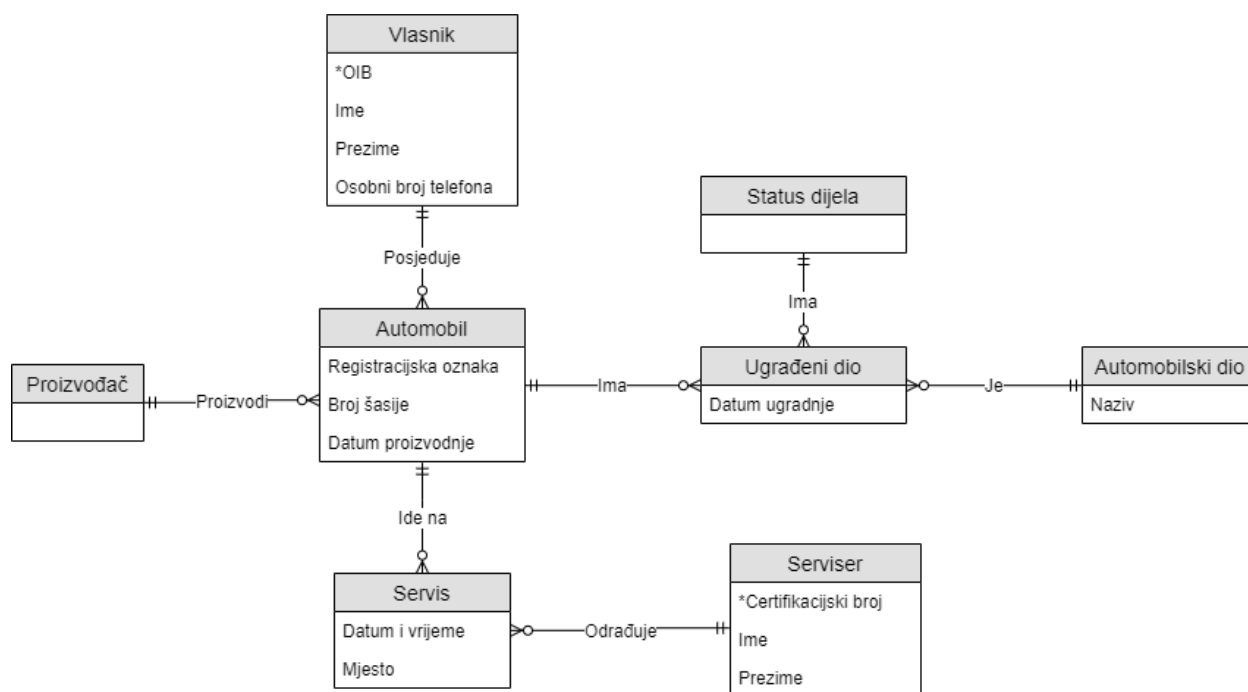 Vlasnik
*OIB
Ime
Prezime
Osobni broj telefona
Posjeduje
Status dijela
Ima
Automobil
Registracijska oznaka
Broj šasije
Datum proizvodnje
Proizvođač
Proizvodi
Ima
Ugrađeni dio
Datum ugradnje
Je
Automobilski dio
Naziv
Ide na
Servis
Datum i vrijeme
Mjesto
Odrađuje
Serviser
*Certifikacijski broj
Ime
Prezime